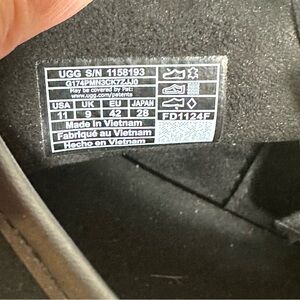 UGG S/N 1158193
G174PMN3CK7ZJJ0
May be covered by Pat:
www.ugg.com/patents
USA UK EU JAPAN
11 9 42 28
FD1124F
Made in Vietnam
Fabriqué au Vietnam
Hecho en Vietnam